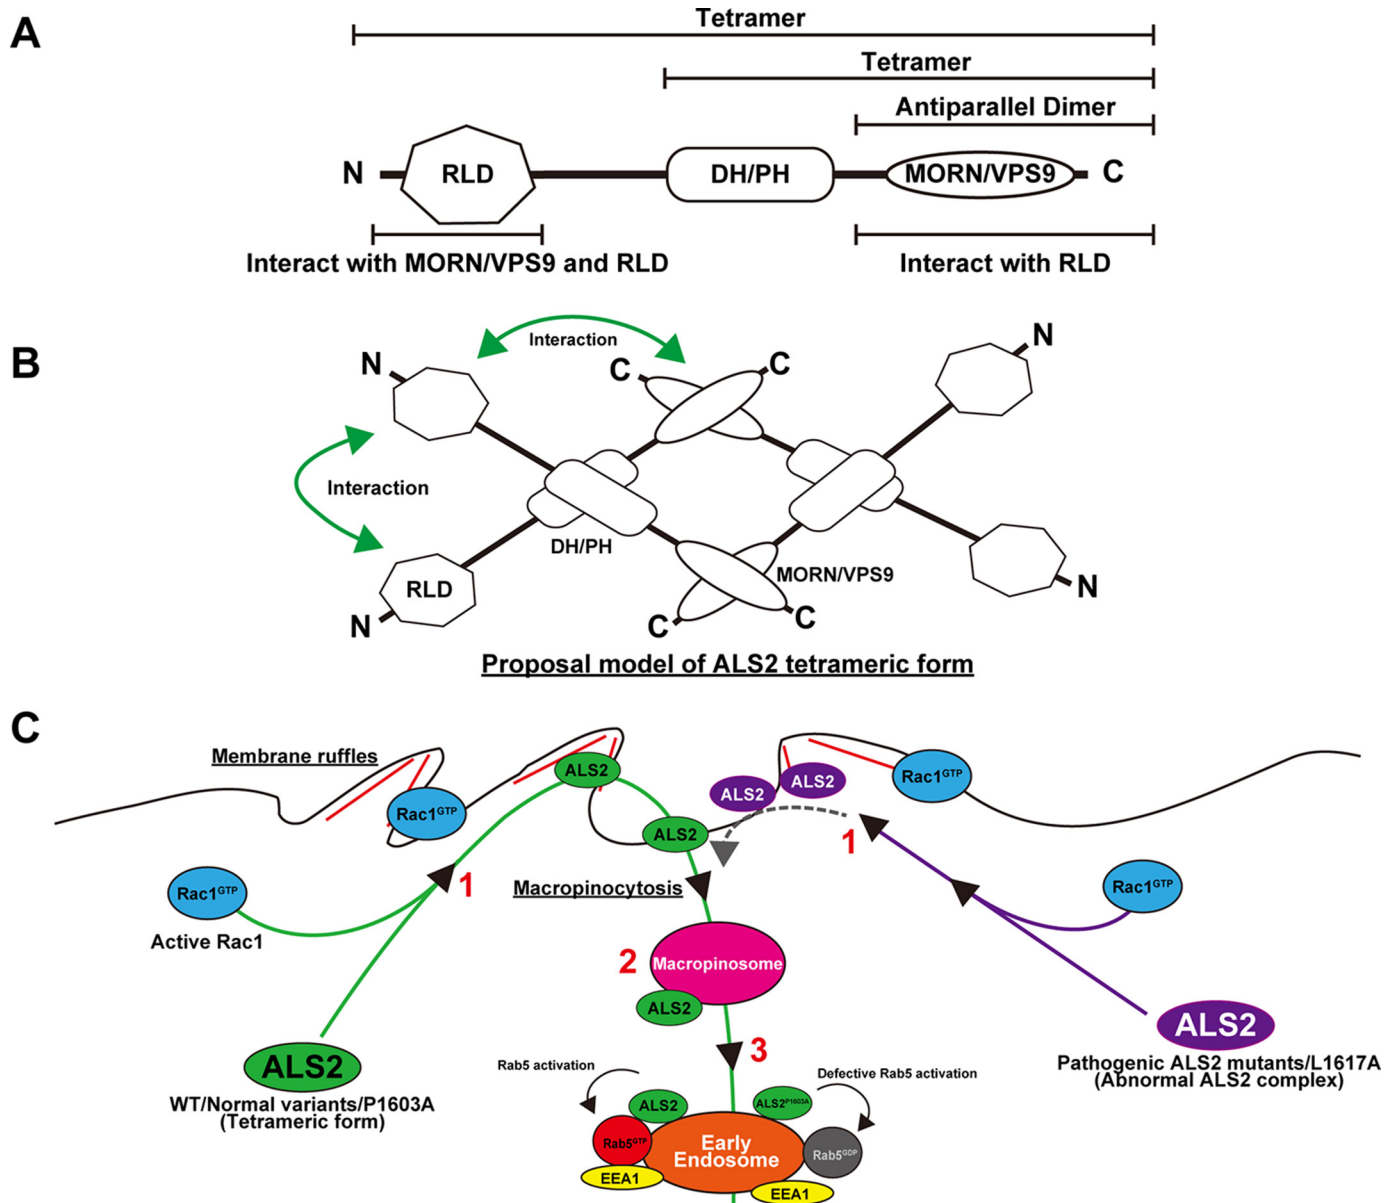 A
Tetramer
Tetramer
Antiparallel Dimer
N
RLD
DH/PH
MORN/VPS9
C
Interact with MORN/VPS9 and RLD
Interact with RLD
B
Interaction
N
C
C
N
Interaction
DH/PH
RLD
MORN/VPS9
N
C
C
N
Proposal model of ALS2 tetrameric form
C
Membrane ruffles
ALS2
ALS2
ALS2
Rac1GTP
Rac1GTP
ALS2
1
1
Rac1GTP
Macropinocytosis
Rac1GTP
Active Rac1
2
Macropinosome
ALS2
ALS2
ALS2
WT/Normal variants/P1603A
(Tetrameric form)
3
Pathogenic ALS2 mutants/L1617A
(Abnormal ALS2 complex)
Rab5 activation
Defective Rab5 activation
ALS2
ALS2P1603A
Rab5GTP
Early
Endosome
Rab5GDP
EEA1
EEA1